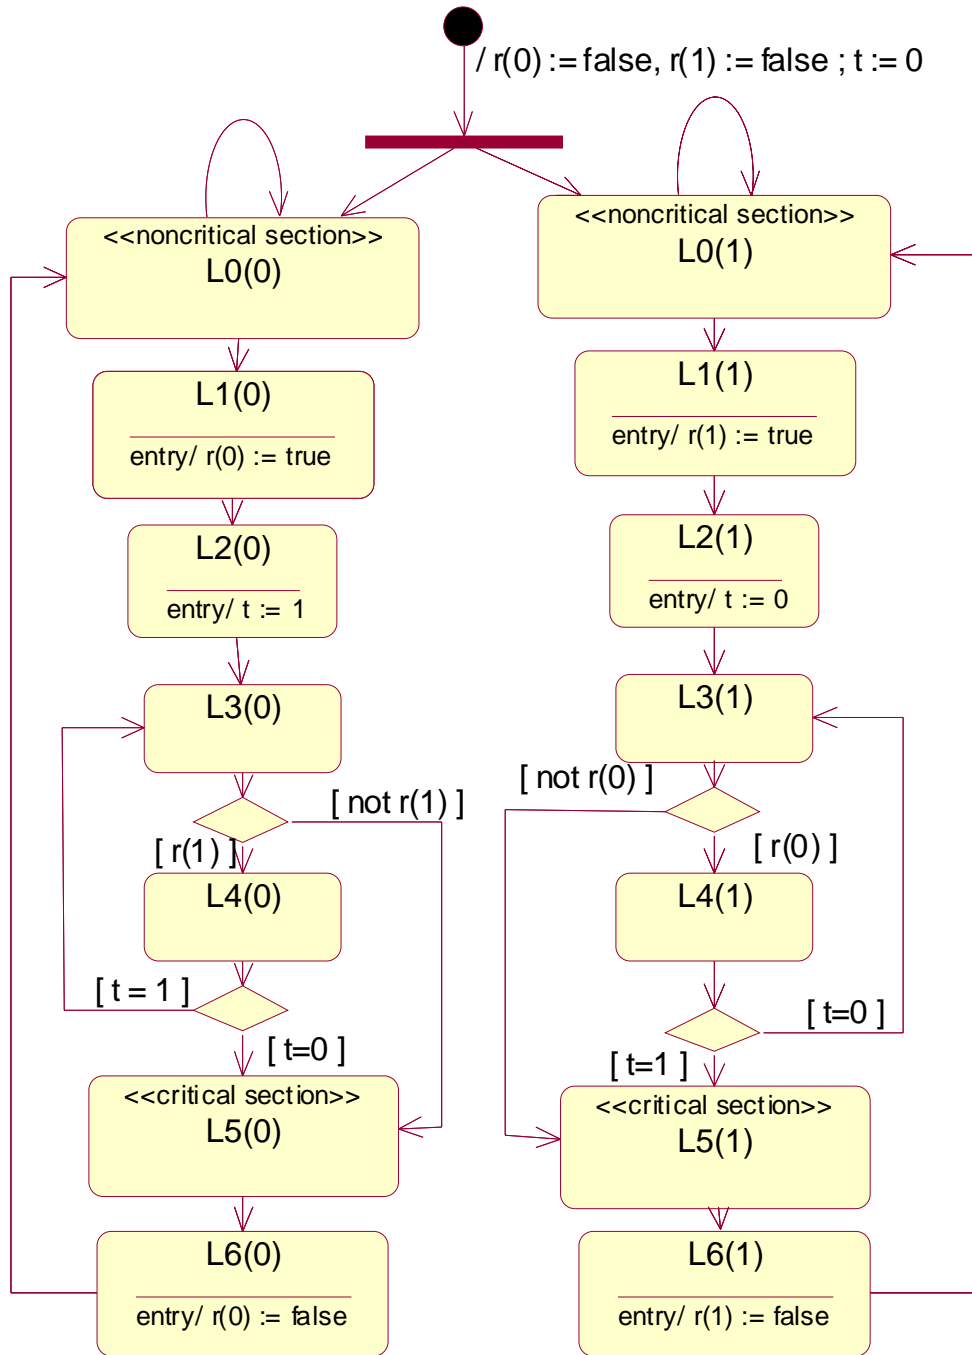 / r(0) := false, r(1) := false ; t := 0
<<noncritical section>>
L0(0)
L1(0)
entry/ r(0) := true
L2(0)
entry/ t := 1
L3(0)
[ not r(1) ]
[ r(1) ]
L4(0)
[ t = 1 ]
[ t=0 ]
<<critical section>>
L5(0)
L6(0)
entry/ r(0) := false
<<noncritical section>>
L0(1)
L1(1)
entry/ r(1) := true
L2(1)
entry/ t := 0
L3(1)
[ not r(0) ]
[ r(0) ]
L4(1)
[ t=0 ]
[ t=1 ]
<<critical section>>
L5(1)
L6(1)
entry/ r(1) := false